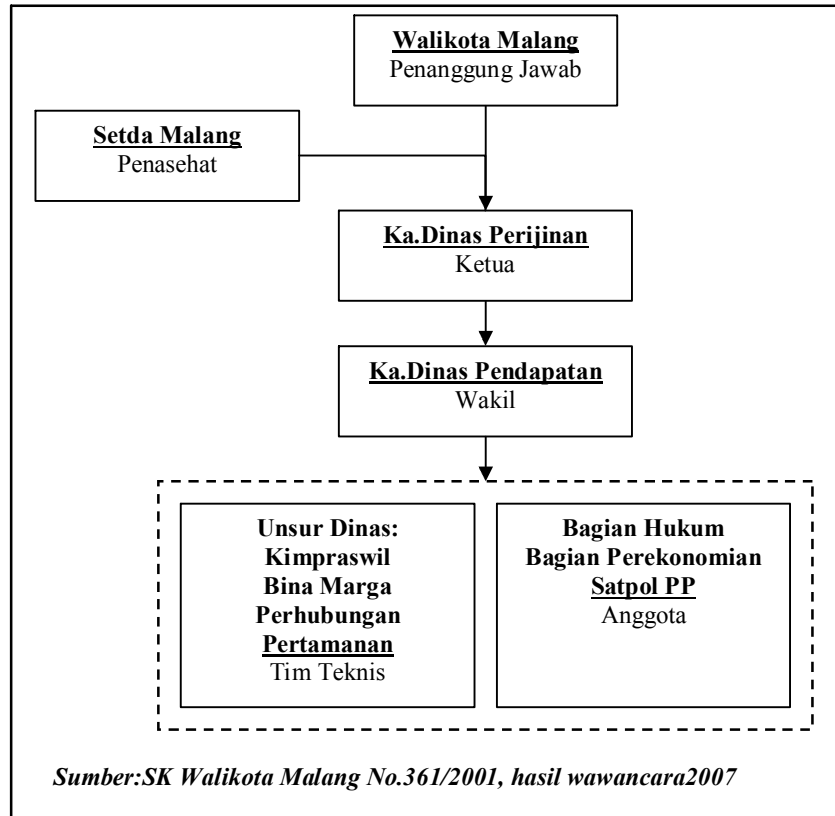 Walikota Malang
Penanggung Jawab
Setda Malang
Penasehat
Ka.Dinas Perijinan
Ketua
Ka.Dinas Pendapatan
Wakil
Unsur Dinas:
Kimpraswil
Bina Marga
Perhubungan
Pertamanan
Tim Teknis
Bagian Hukum
Bagian Perekonomian
Satpol PP
Anggota
Sumber:SK Walikota Malang No.361/2001, hasil wawancara2007